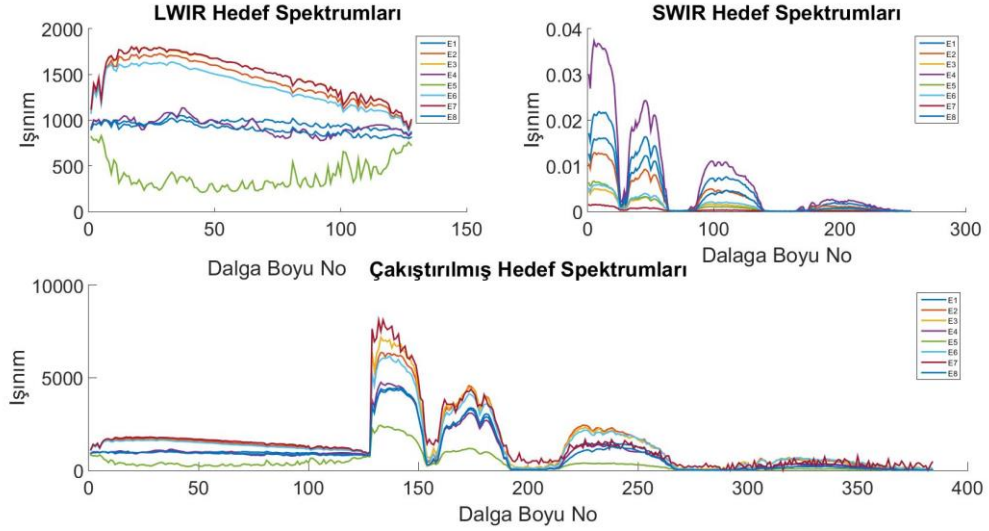 LWIR Hedef Spektrumları
2000
1500
1000
500
0
Işınım
0 50 100 150
Dalga Boyu No
E1
E2
E3
E4
E5
E6
E7
E8
SWIR Hedef Spektrumları
0.04
0.03
0.02
0.01
0
Işınım
0 100 200 300
Dalaga Boyu No
E1
E2
E3
E4
E5
E6
E7
E8
Çakıştırılmış Hedef Spektrumları
10000
5000
0
Işınım
0 50 100 150 200 250 300 350 400
Dalga Boyu No
E1
E2
E3
E4
E5
E6
E7
E8